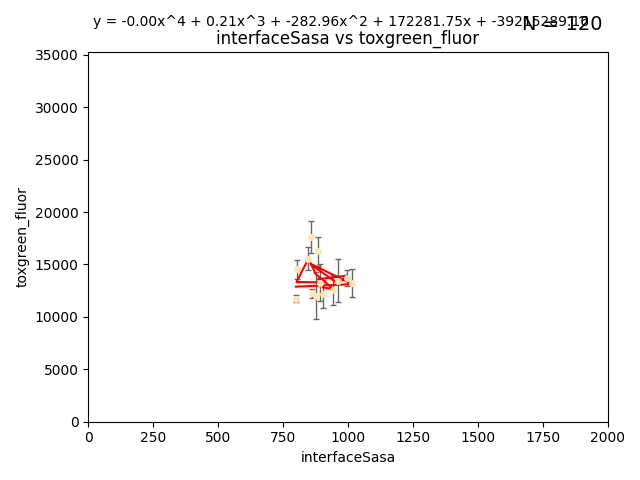 y = -0.00x^4 + 0.21x^3 + -282.96x^2 + 172281.75x +
N = 120
interfaceSasa vs toxgreen_fluor
35000
30000
25000
20000
15000
10000
5000
0
toxgreen_fluor
0 250 500 750 1000 1250 1500 1750 2000
interfaceSasa